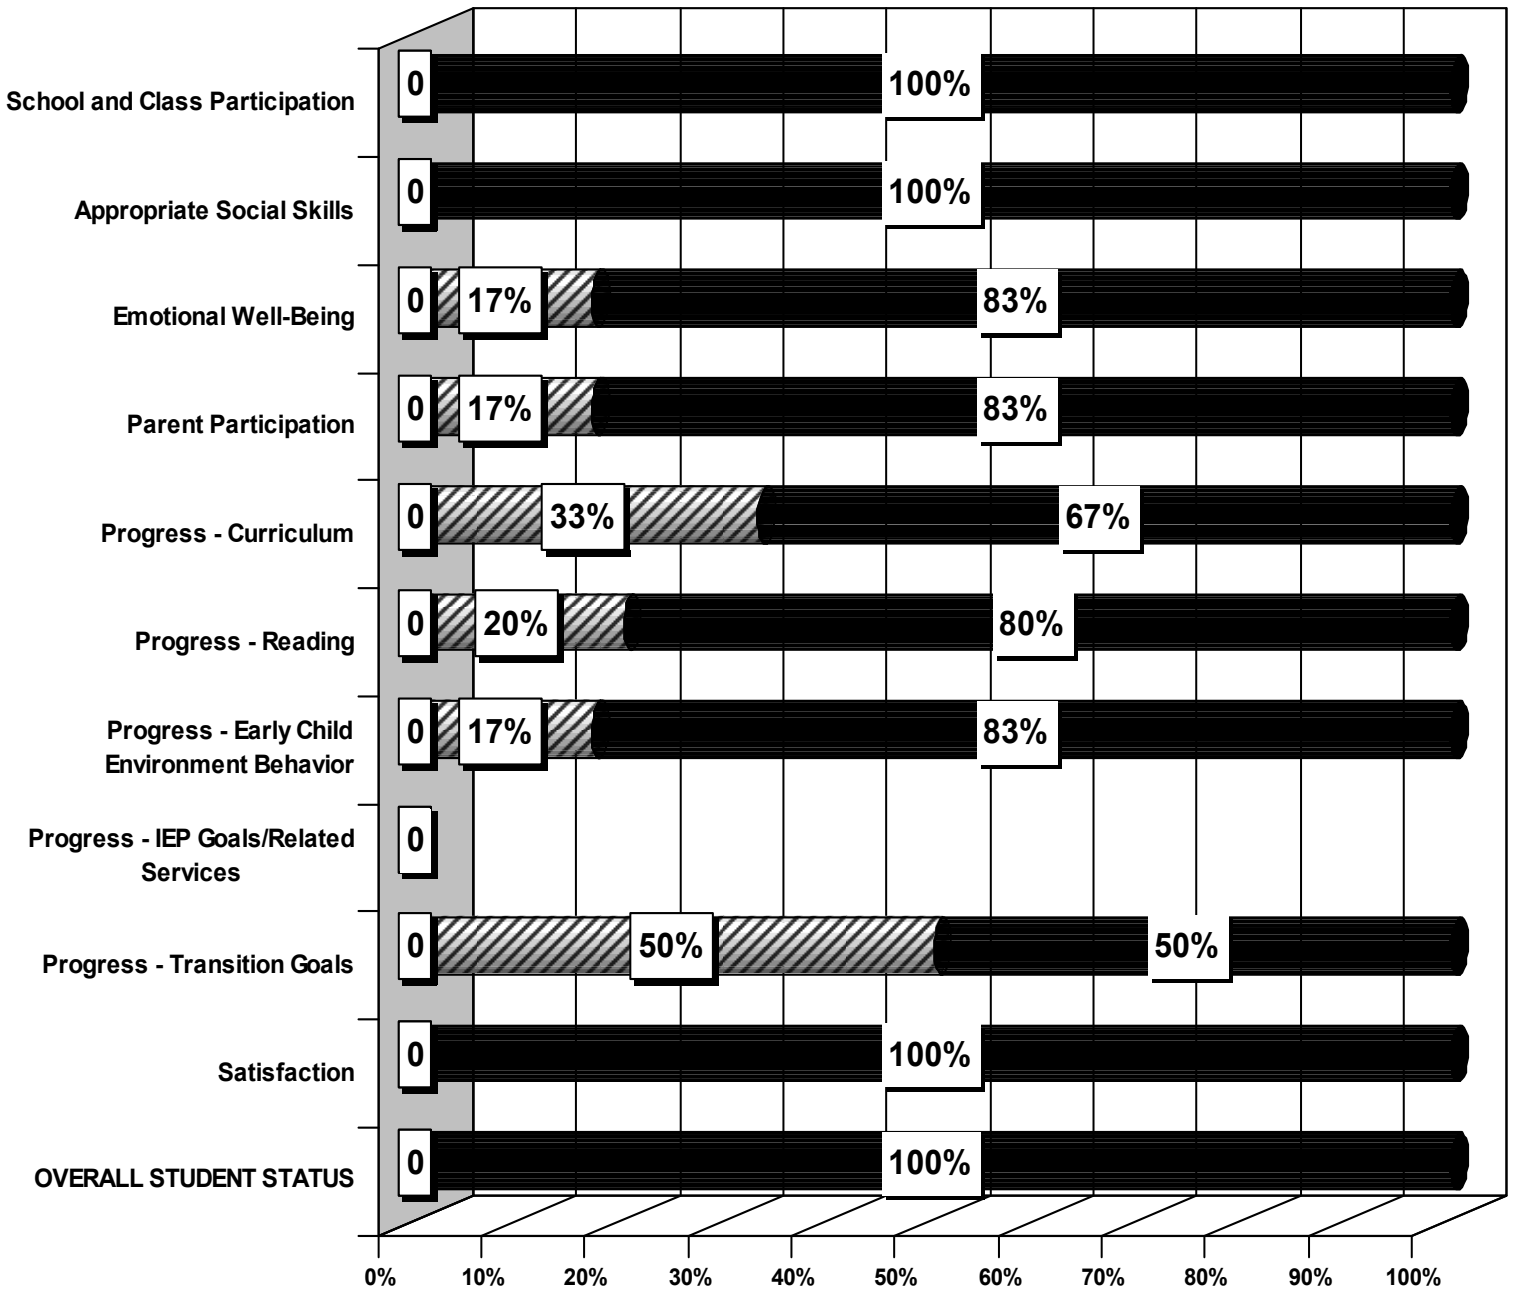 School and Class Participation 0 100%
Appropriate Social Skills 0 100%
Emotional Well-Being 0 17% 83%
Parent Participation 0 17% 83%
Progress - Curriculum 0 33% 67%
Progress - Reading 0 20% 80%
Progress - Early Child
Environment Behavior 0 17% 83%
Progress - IEP Goals/Related
Services 0
Progress - Transition Goals 0 50% 50%
Satisfaction 0 100%
OVERALL STUDENT STATUS 0 100%
0% 10% 20% 30% 40% 50% 60% 70% 80% 90% 100%